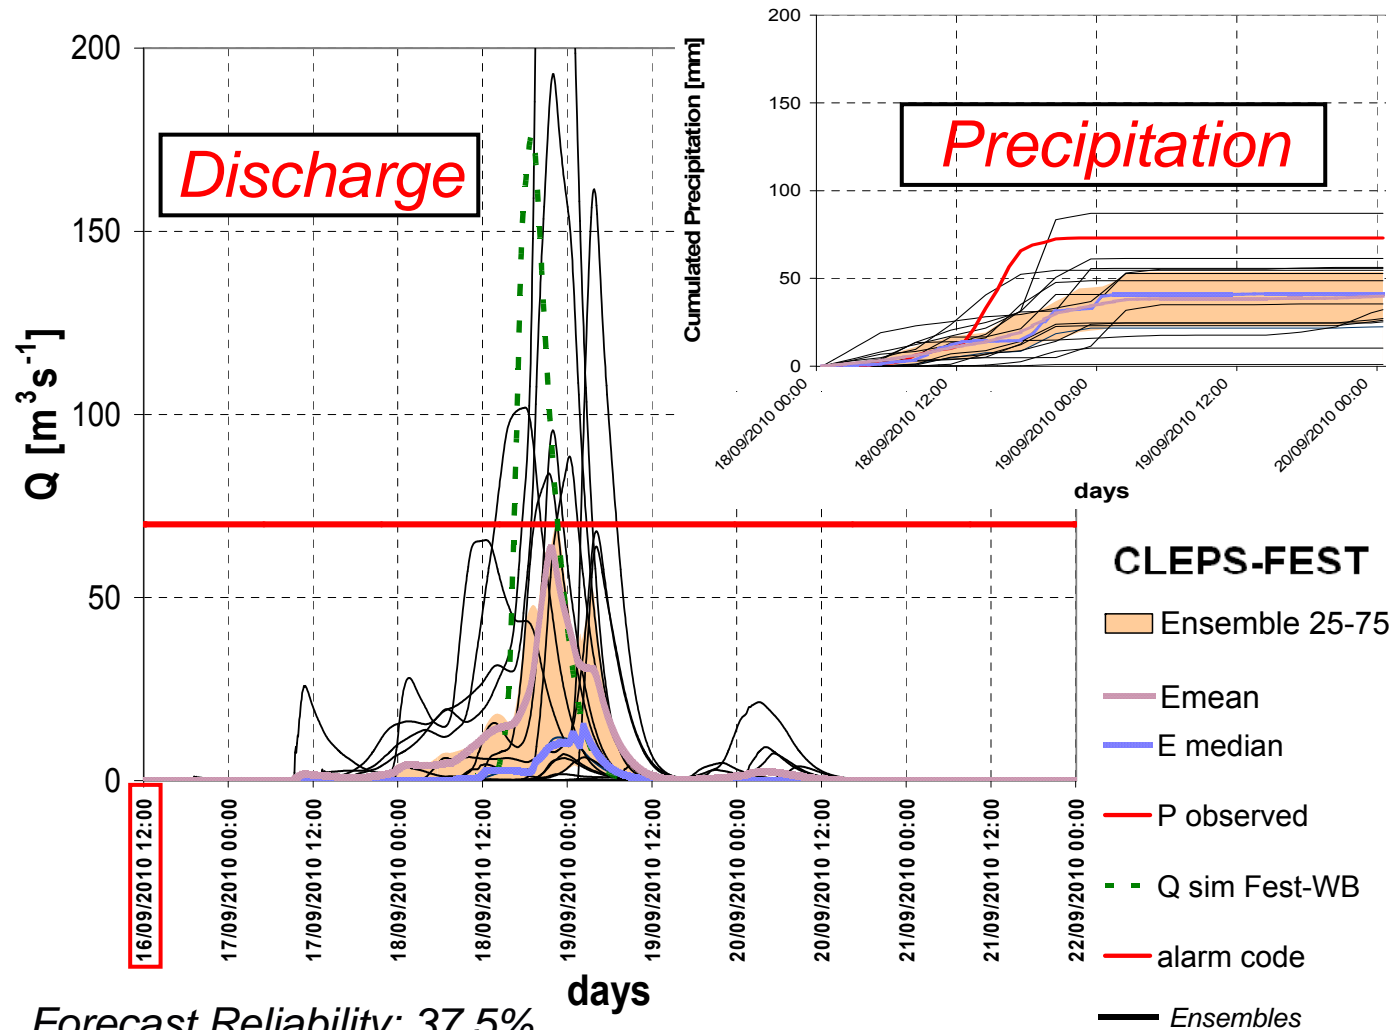 200
150
100
50
0
Q [m³s⁻¹]
Discharge
16/09/2010 12:00
17/09/2010 00:00
17/09/2010 12:00
18/09/2010 00:00
18/09/2010 12:00
19/09/2010 00:00
19/09/2010 12:00
20/09/2010 00:00
20/09/2010 12:00
21/09/2010 00:00
21/09/2010 12:00
22/09/2010 00:00
days
Forecast Reliability: 37.5%
Cumulated Precipitation [mm]
200
150
100
50
0
Precipitation
18/09/2010 00:00
18/09/2010 12:00
19/09/2010 00:00
19/09/2010 12:00
20/09/2010 00:00
days
CLEPS-FEST
Ensemble 25-75
Emean
E median
P observed
Q sim Fest-WB
alarm code
Ensembles